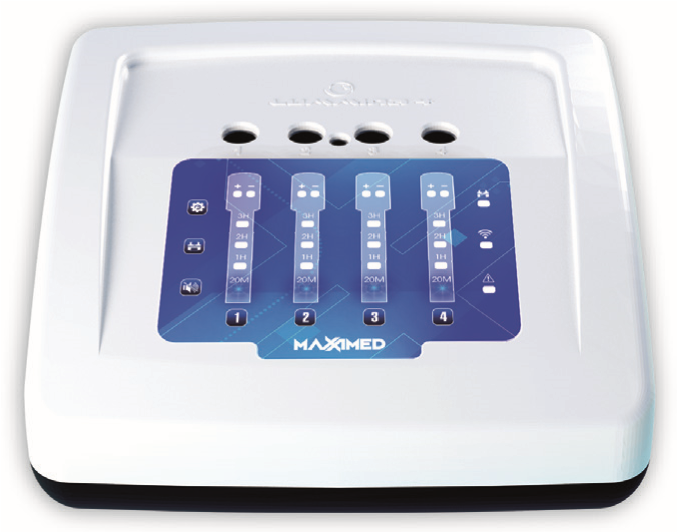 1 2 3 4
+ - + - + - + -
3H 3H 3H 3H
2H 2H 2H 2H
1H 1H 1H 1H
20M 20M 20M 20M
1 2 3 4
MAXXIMED